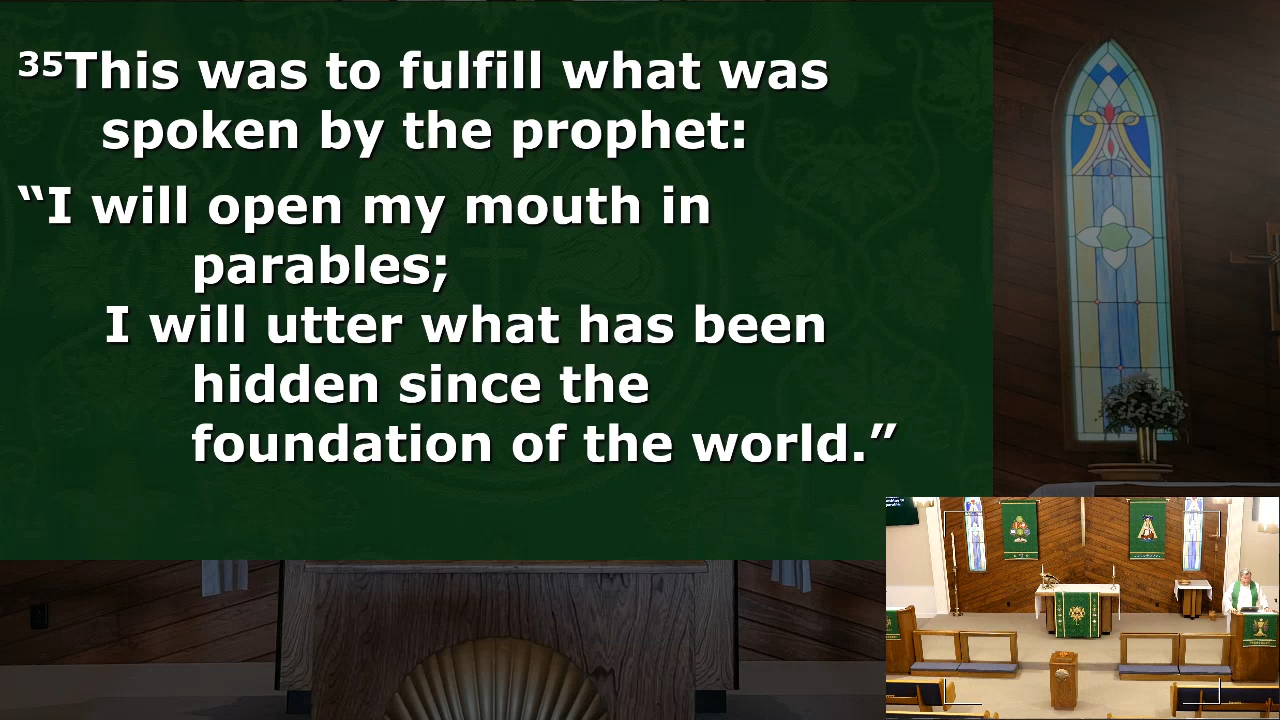 35This was to fulfill what was
spoken by the prophet:
“I will open my mouth in
parables;
I will utter what has been
hidden since the
foundation of the world.”